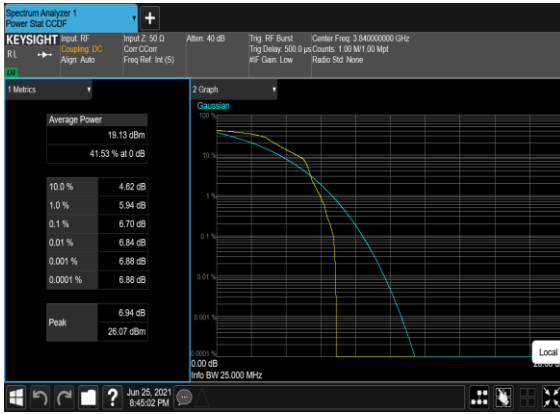 Spectrum Analyzer 1
Power Stat CCDF
KEYSIGHT
RL
Input: RF
Coupling: DC
Align: Auto
Input Z: 50 Ω
Corr CCorr
Freq Ref: Int (S)
Atten: 40 dB
Trig: RF Burst
Trig Delay: 500.0 µs
#IF Gain: Low
Center Freq: 3.840000000 GHz
Counts: 1.00 M/1.00 Mpt
Radio Std: None
1 Metrics
Average Power
19.13 dBm
41.53 % at 0 dB
10.0 % 4.62 dB
1.0 % 5.94 dB
0.1 % 6.70 dB
0.01 % 6.84 dB
0.001 % 6.88 dB
0.0001 % 6.88 dB
Peak
6.94 dB
26.07 dBm
2 Graph
Gaussian
100 %
10 %
1 %
0.1 %
0.01 %
0.001 %
0.0001 %
0.00 dB
Info BW 25.000 MHz
Local
Jun 25, 2021
8:45:02 PM